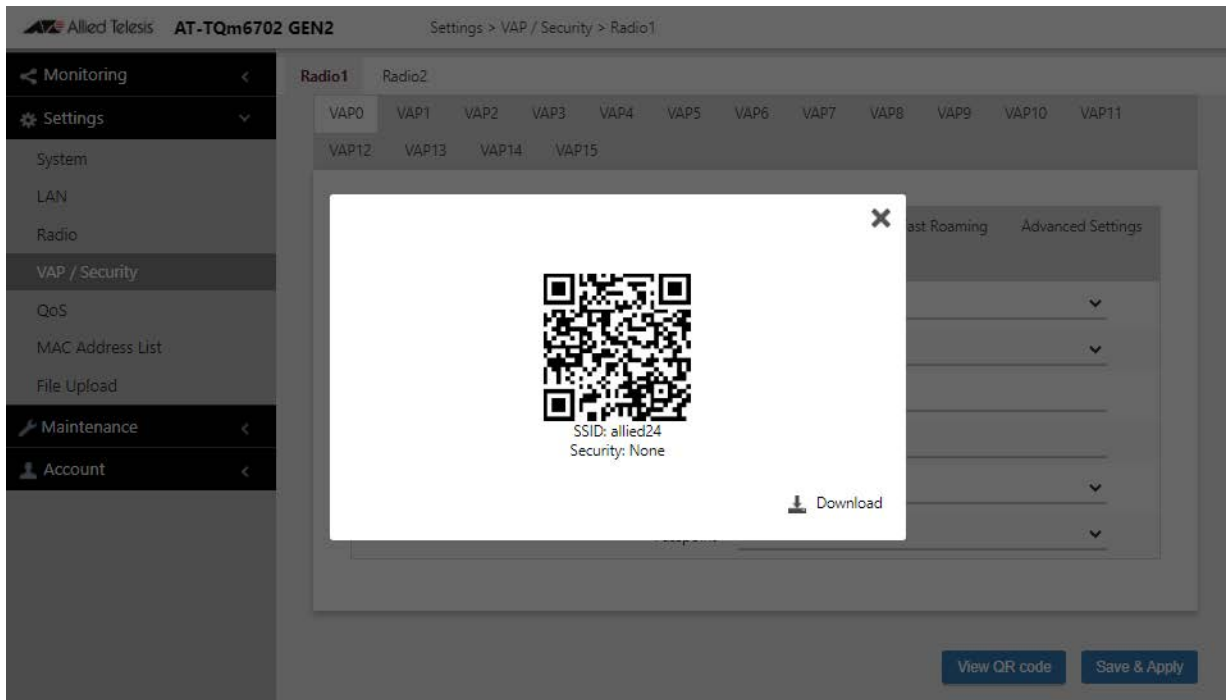 Allied Telesis AT-TQm6702 GEN2 Settings > VAP / Security > Radio1
Monitoring
Settings
System
LAN
Radio
VAP / Security
QoS
MAC Address List
File Upload
Maintenance
Account
Radio1 Radio2
VAP0 VAP1 VAP2 VAP3 VAP4 VAP5 VAP6 VAP7 VAP8 VAP9 VAP10 VAP11
VAP12 VAP13 VAP14 VAP15
ast Roaming Advanced Settings
SSID: allied24
Security: None
Download
View QR code Save & Apply